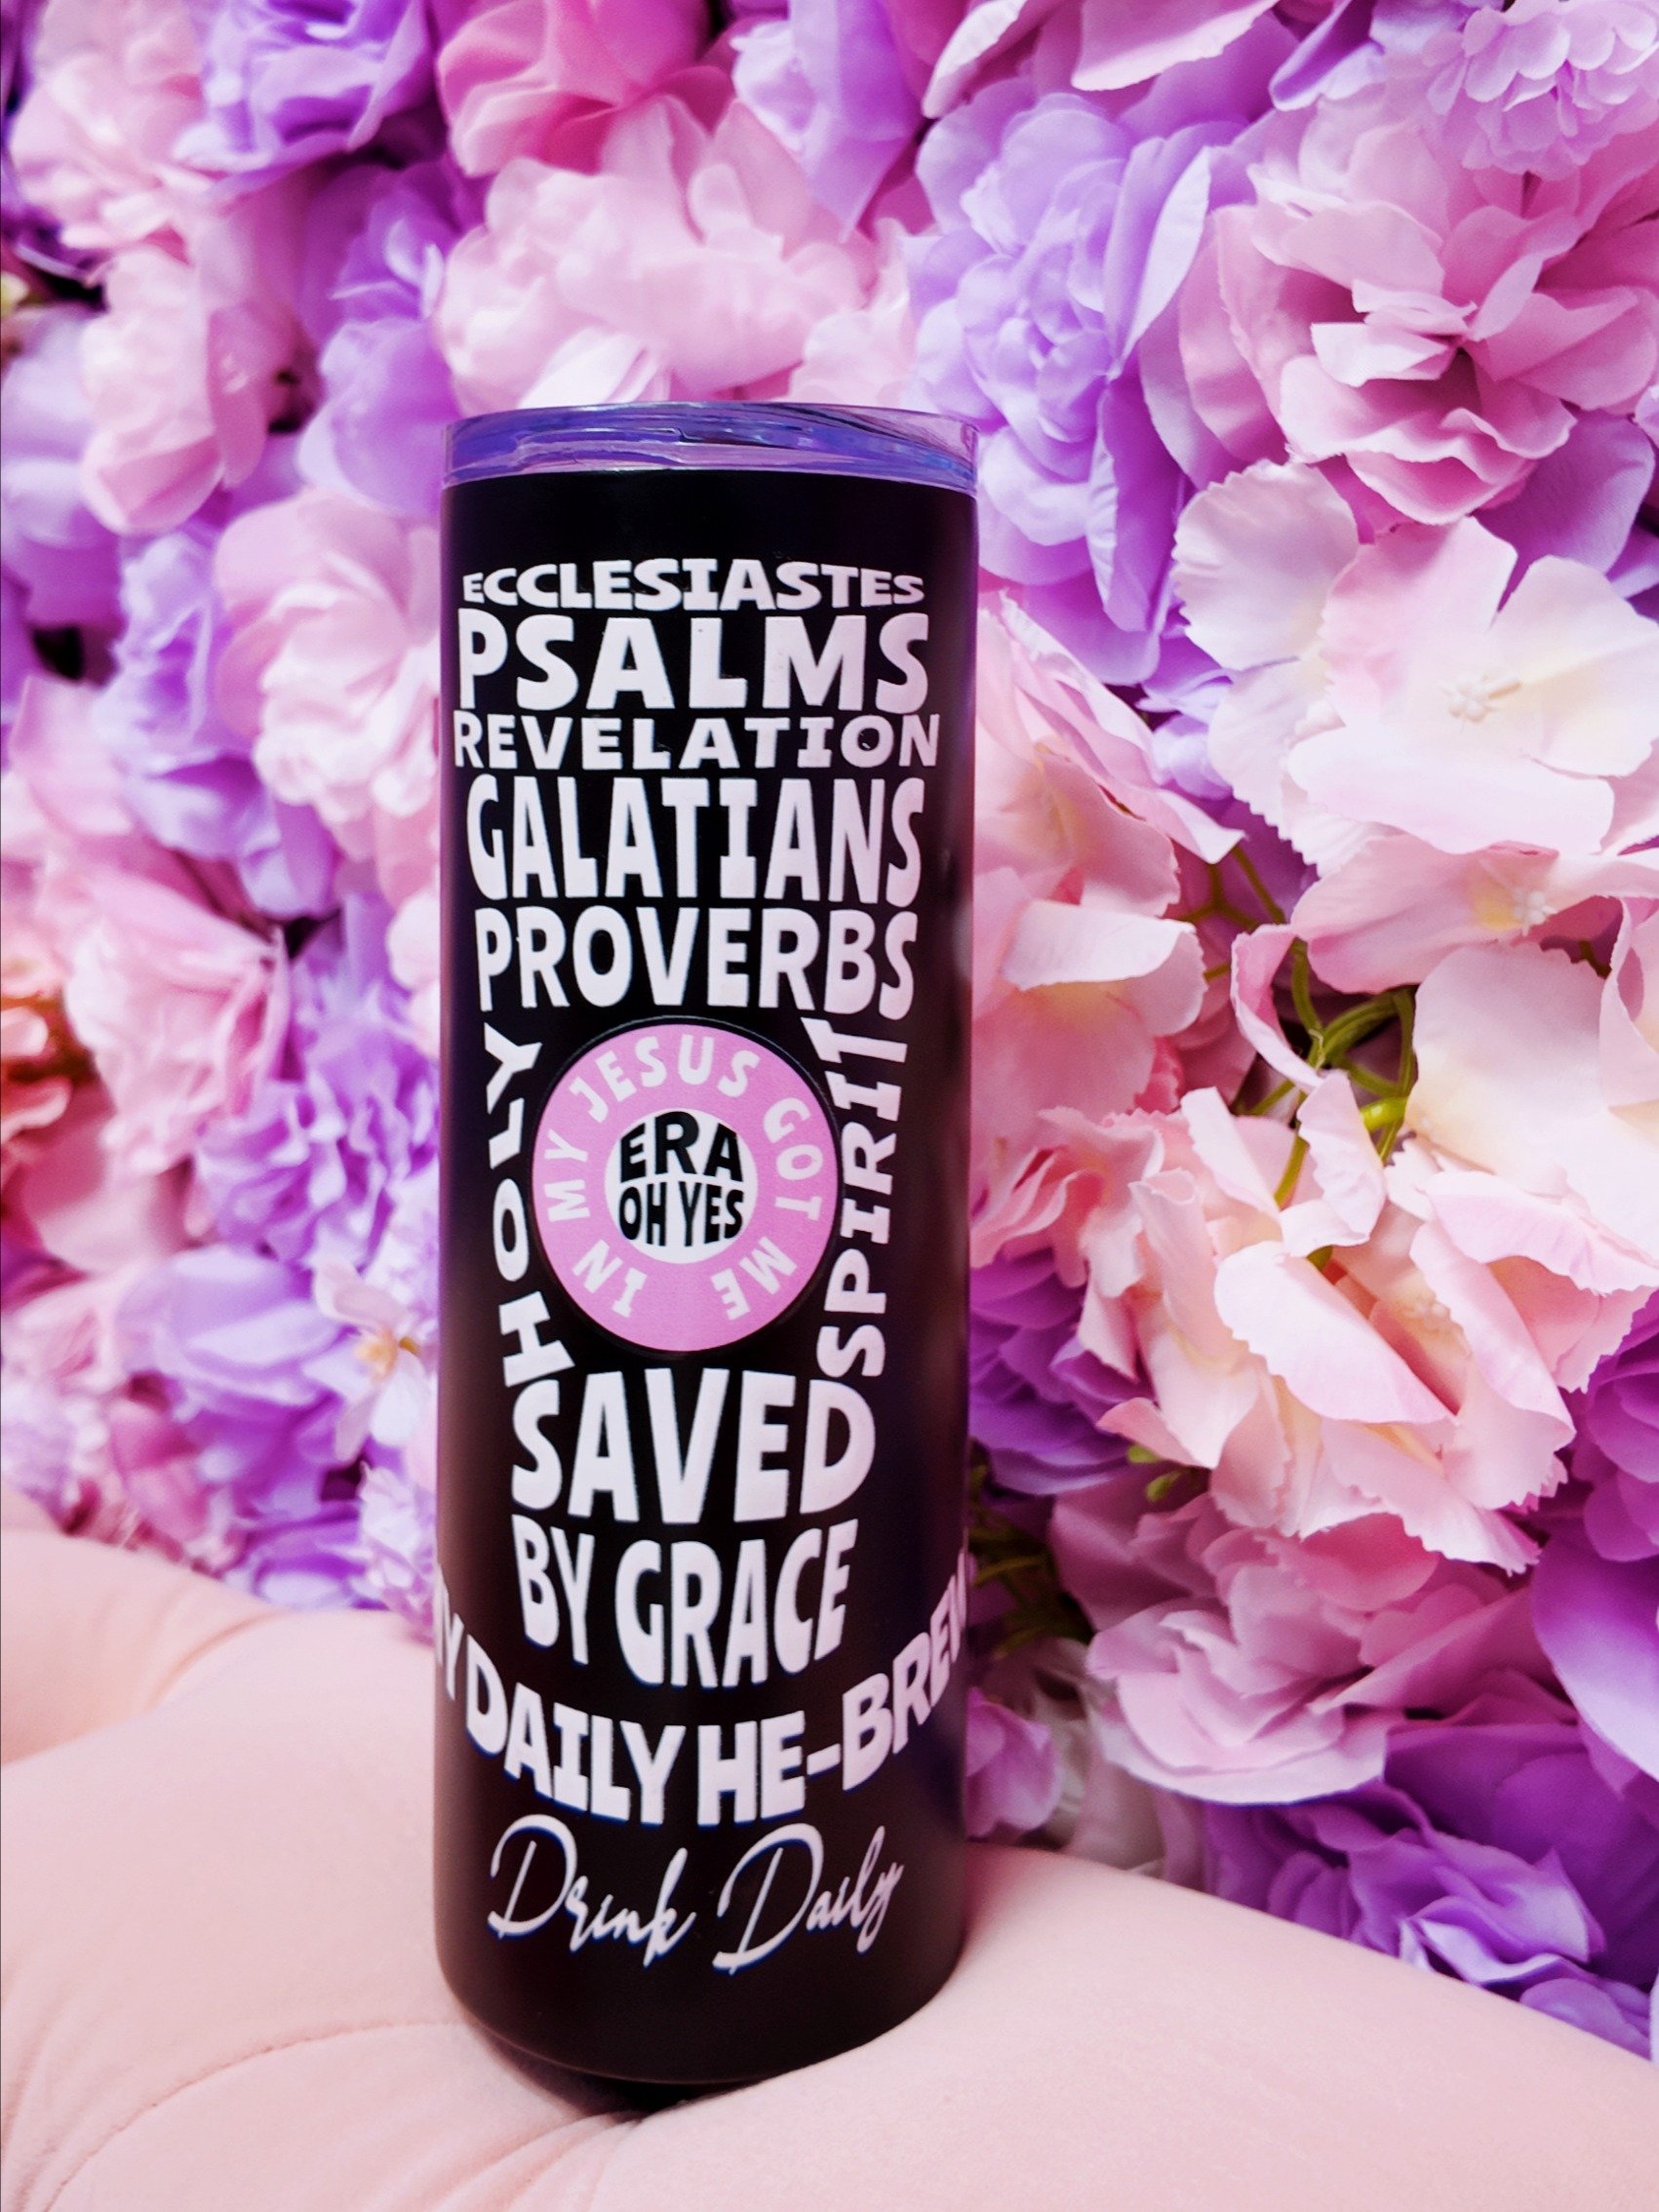 ECCLESIASTES
PSALMS
REVELATION
GALATIANS
PROVERBS
HOLY
MY JESUS GOT ME IN
ERA
OH YES
SPIRIT
SAVED
BY GRACE
DAILY HE-BREW
Drink Daily